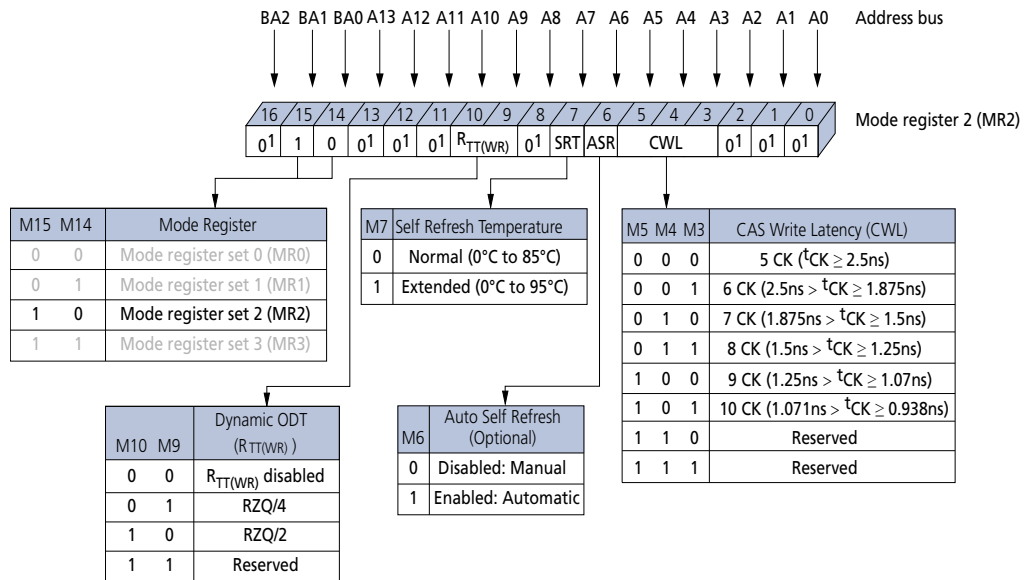 BA2 BA1 BA0 A13 A12 A11 A10 A9 A8 A7 A6 A5 A4 A3 A2 A1 A0 Address bus
16 15 14 13 12 11 10 9 8 7 6 5 4 3 2 1 0 Mode register 2 (MR2)
0¹ 1 0 0¹ 0¹ 0¹ RTT(WR) 0¹ SRT ASR CWL 0¹ 0¹ 0¹
M15 M14 Mode Register
0 0 Mode register set 0 (MR0)
0 1 Mode register set 1 (MR1)
1 0 Mode register set 2 (MR2)
1 1 Mode register set 3 (MR3)
M7 Self Refresh Temperature
0 Normal (0°C to 85°C)
1 Extended (0°C to 95°C)
M5 M4 M3 CAS Write Latency (CWL)
0 0 0 5 CK (tCK ≥ 2.5ns)
0 0 1 6 CK (2.5ns > tCK ≥ 1.875ns)
0 1 0 7 CK (1.875ns > tCK ≥ 1.5ns)
0 1 1 8 CK (1.5ns > tCK ≥ 1.25ns)
1 0 0 9 CK (1.25ns > tCK ≥ 1.07ns)
1 0 1 10 CK (1.071ns > tCK ≥ 0.938ns)
1 1 0 Reserved
1 1 1 Reserved
Dynamic ODT
M10 M9 (RTT(WR) )
0 0 RTT(WR) disabled
0 1 RZQ/4
1 0 RZQ/2
1 1 Reserved
Auto Self Refresh
M6 (Optional)
0 Disabled: Manual
1 Enabled: Automatic